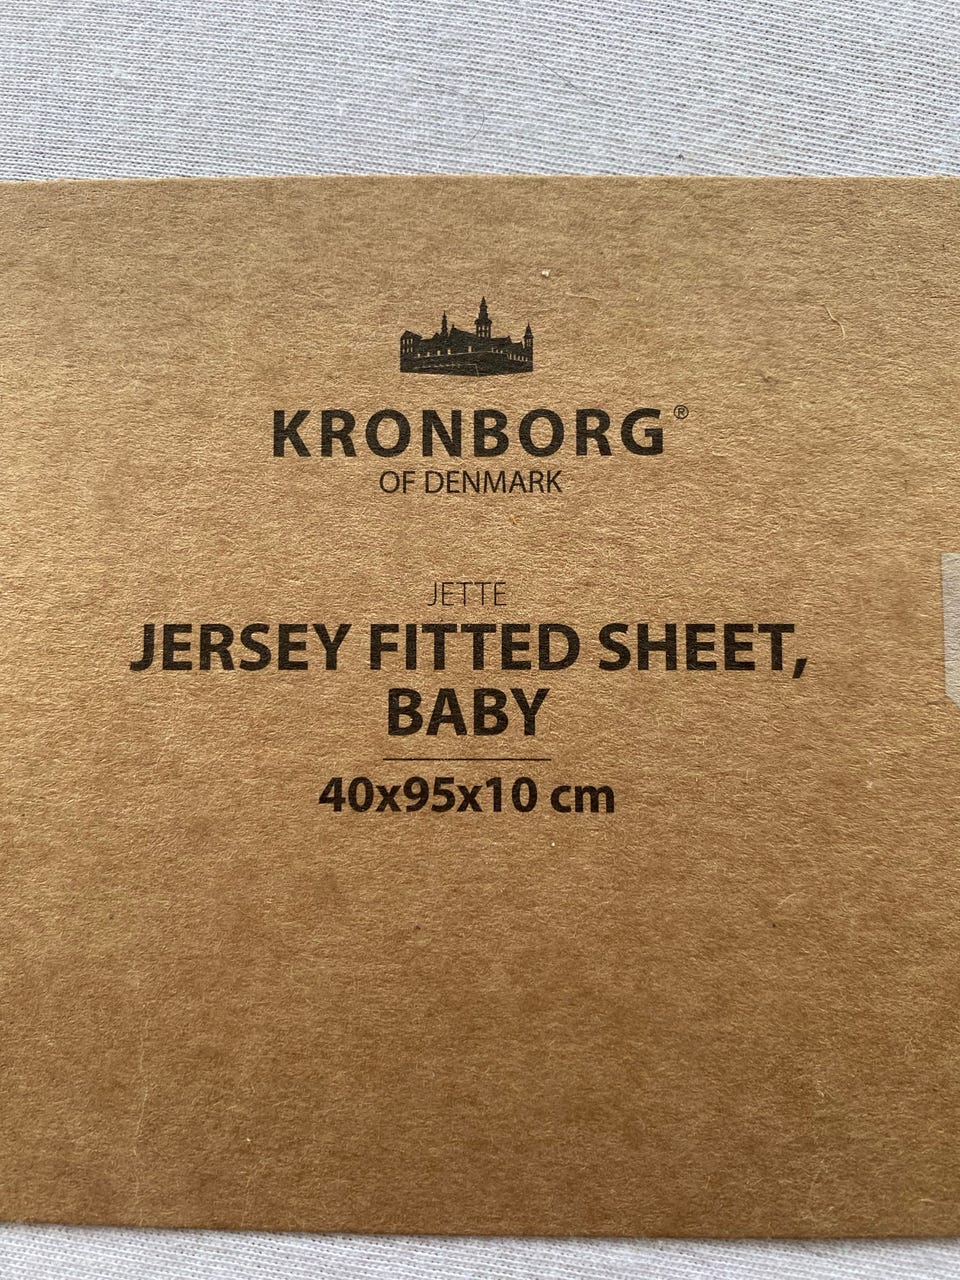 KRONBORG®
OF DENMARK
JETTE
JERSEY FITTED SHEET,
BABY
40x95x10 cm